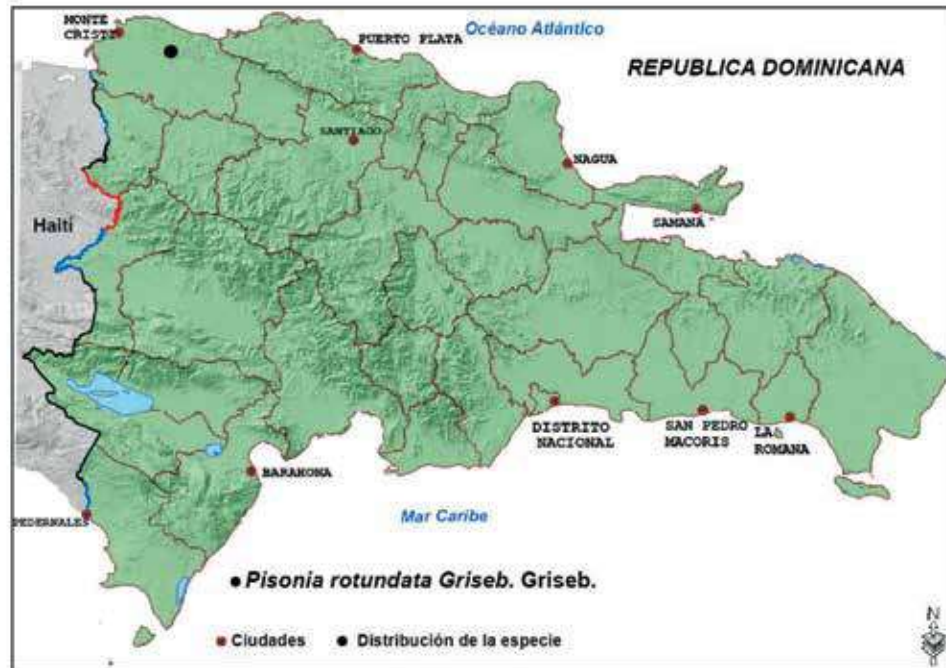 MONTE
CRISTI
PUERTO PLATA
Océano Atlántico
REPUBLICA DOMINICANA
SANTIAGO
NAGUA
SAMANA
Haití
DISTRITO
NACIONAL
SAN PEDRO
MACORIS
LA
ROMANA
BARAHONA
PEDERNALES
Mar Caribe
Pisonia rotundata Griseb. Griseb.
Ciudades
Distribución de la especie
N